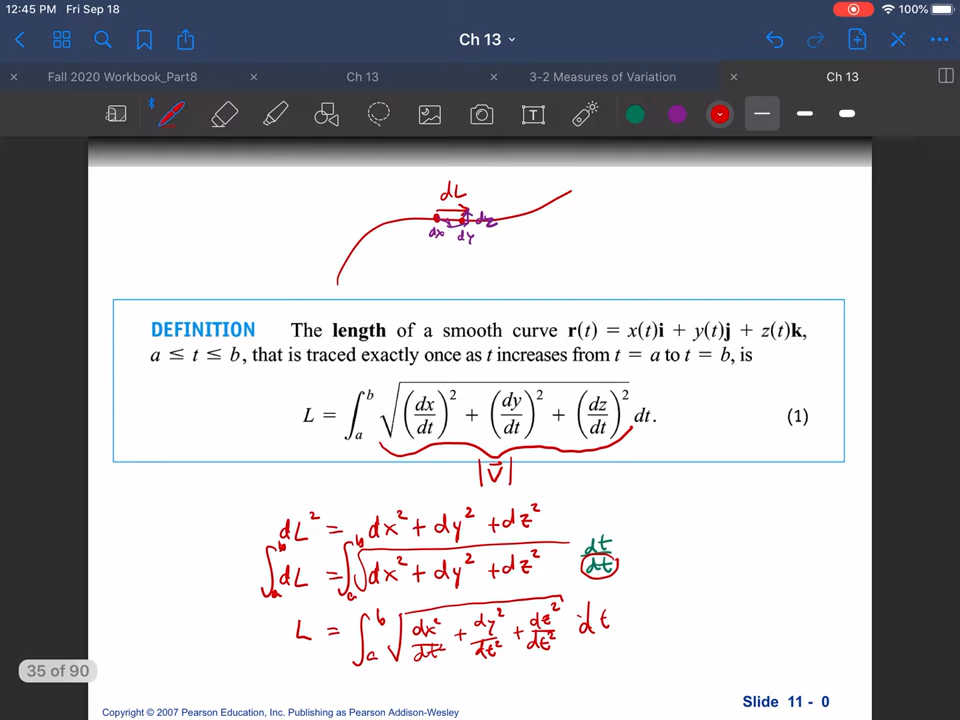 12:45 PM Fri Sep 18
100%
Ch 13
Fall 2020 Workbook_Part8
Ch 13
3-2 Measures of Variation
Ch 13
T
dL
dx dy dz
DEFINITION The length of a smooth curve r(t) = x(t)i + y(t)j + z(t)k,
a ≤ t ≤ b, that is traced exactly once as t increases from t = a to t = b, is
L = ∫_a^b √((dx/dt)² + (dy/dt)² + (dz/dt)²) dt. (1)
|v⃗|
dL² = dx² + dy² + dz²
∫_a^b dL = ∫_a^b √(dx² + dy² + dz²) dt/dt
L = ∫_a^b √(dx²/dt² + dy²/dt² + dz²/dt²) dt
35 of 90
Slide 11 - 0
Copyright © 2007 Pearson Education, Inc. Publishing as Pearson Addison-Wesley